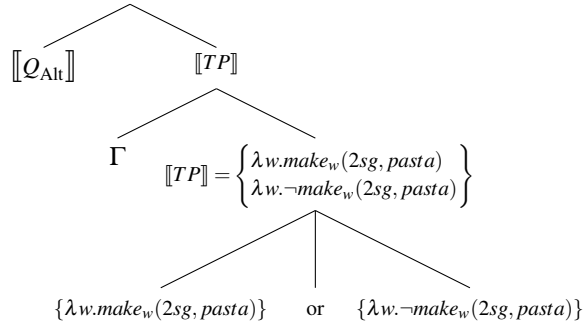 ⟦Q_Alt⟧ ⟦TP⟧
Γ
⟦TP⟧ = {λw.make_w(2sg, pasta)
λw.¬make_w(2sg, pasta)}
{λw.make_w(2sg, pasta)} or {λw.¬make_w(2sg, pasta)}